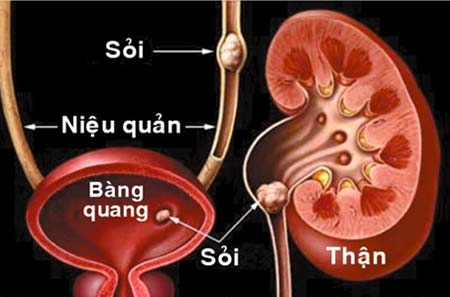 Sỏi
Niệu quản
Bàng
quang
Sỏi
Thận